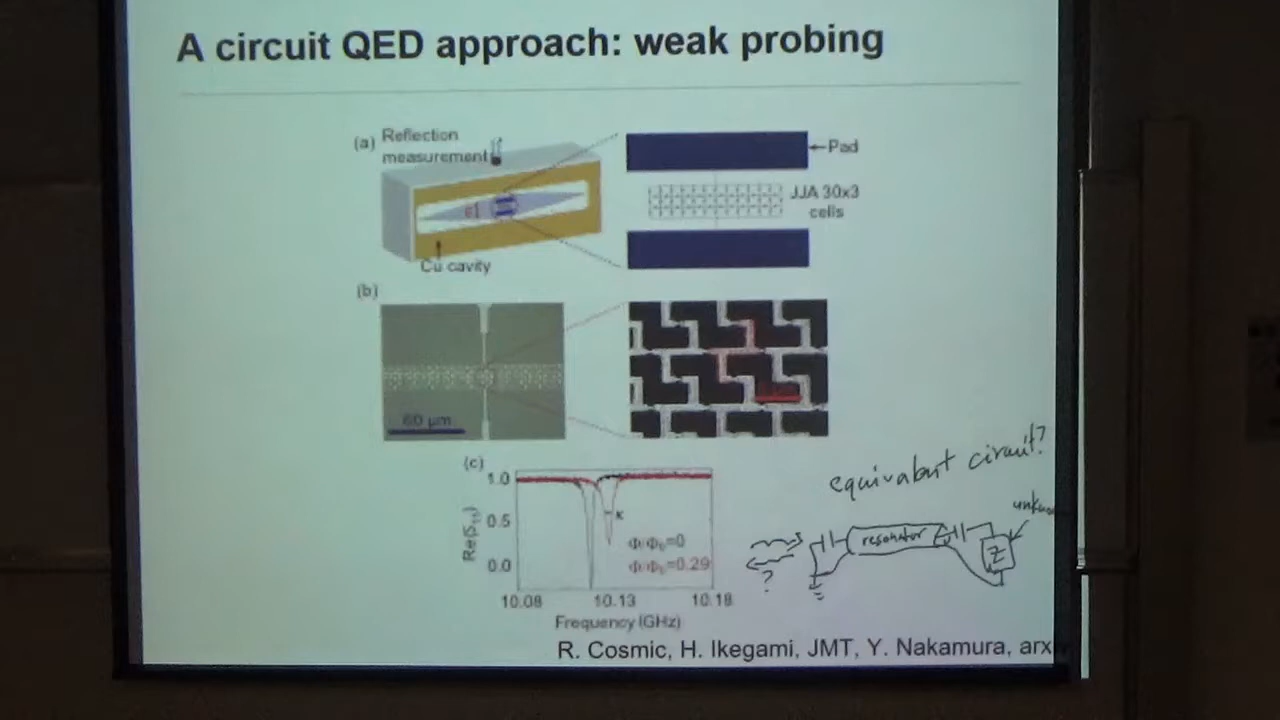 A circuit QED approach: weak probing
(a) Reflection
measurement
Pad
JJA 30x3
cells
Cu cavity
(b)
60 µm
(c)
1.0
0.5
0.0
Re(S₁₁)
κ
Φ/Φ₀=0
Φ/Φ₀=0.29
10.08 10.13 10.18
Frequency (GHz)
equivalent circuit?
resonator
Z
?
R. Cosmic, H. Ikegami, JMT, Y. Nakamura, arx